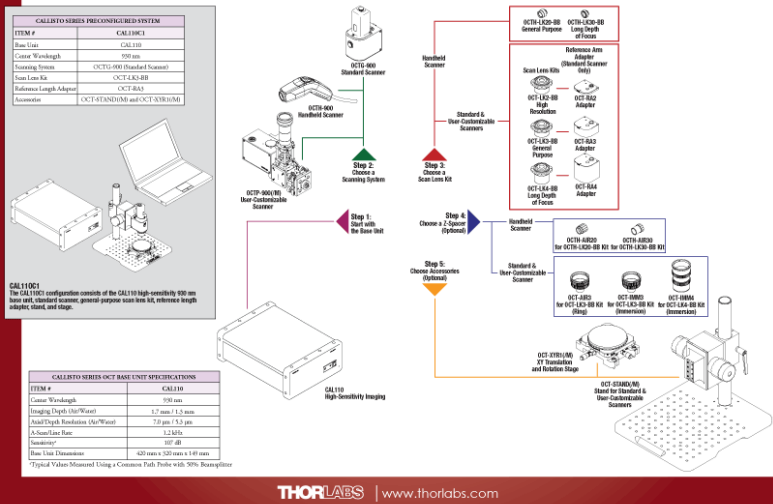 CALLISTO SERIES PRECONFIGURED SYSTEM
ITEM # CAL110C1
Base Unit CAL110
Center Wavelength 930 nm
Scanning System OCTG-900 (Standard Scanner)
Scan Lens Kit OCT-LK3-BB
Reference Length Adapter OCT-RA3
Accessories OCT-STAND(/M) and OCT-XYR1(/M)
CAL110C1
The CAL110C1 configuration consists of the CAL110 high-sensitivity 930 nm
base unit, standard scanner, general-purpose scan lens kit, reference length
adapter, stand, and stage.
OCTG-900
Standard Scanner
OCTH-900
Handheld Scanner
OCTP-900(/M)
User-Customizable
Scanner
Step 2:
Choose a
Scanning System
Step 1:
Start with
the Base Unit
CAL110
High-Sensitivity Imaging
Handheld
Scanner
OCTH-LK20-BB
General Purpose
OCTH-LK30-BB
Long Depth
of Focus
Standard &
User-Customizable
Scanners
Step 3:
Choose a
Scan Lens Kit
Scan Lens Kits
Reference Arm
Adapter
(Standard Scanner
Only)
OCT-LK2-BB
High
Resolution
OCT-RA2
Adapter
OCT-LK3-BB
General
Purpose
OCT-RA3
Adapter
OCT-LK4-BB
Long Depth
of Focus
OCT-RA4
Adapter
Step 4:
Choose a Z-Spacer
(Optional)
Handheld
Scanner
OCTH-AIR20
for OCTH-LK20-BB Kit
OCTH-AIR30
for OCTH-LK30-BB Kit
Standard &
User-Customizable
Scanner
OCT-AIR3
for OCT-LK3-BB Kit
(Ring)
OCT-IMM3
for OCT-LK3-BB Kit
(Immersion)
OCT-IMM4
for OCT-LK4-BB Kit
(Immersion)
Step 5:
Choose Accessories
(Optional)
OCT-XYR1(/M)
XY Translation
and Rotation Stage
OCT-STAND(/M)
Stand for Standard &
User-Customizable
Scanners
CALLISTO SERIES OCT BASE UNIT SPECIFICATIONS
ITEM # CAL110
Center Wavelength 930 nm
Imaging Depth (Air/Water) 1.7 mm / 1.3 mm
Axial/Depth Resolution (Air/Water) 7.0 µm / 5.3 µm
A-Scan/Line Rate 1.2 kHz
Sensitivityª 107 dB
Base Unit Dimensions 420 mm x 320 mm x 149 mm
ªTypical Values Measured Using a Common Path Probe with 50% Beamsplitter
THORLABS | www.thorlabs.com